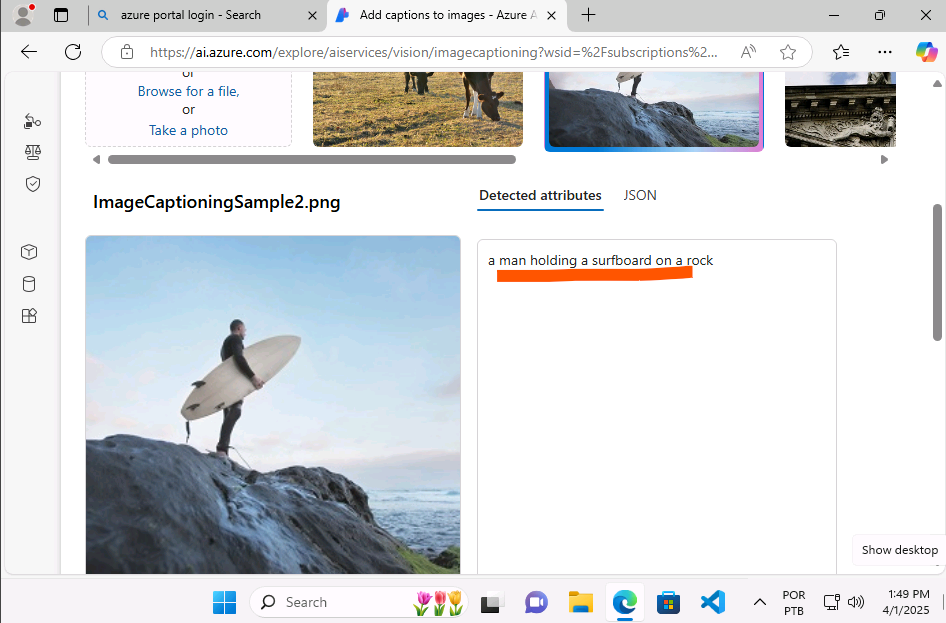 azure portal login - Search
Add captions to images - Azure A
https://ai.azure.com/explore/aiservices/vision/imagecaptioning?wsid=%2Fsubscriptions%2...
or
Browse for a file,
or
Take a photo
ImageCaptioningSample2.png
Detected attributes
JSON
a man holding a surfboard on a rock
Show desktop
Search
POR
PTB
1:49 PM
4/1/2025